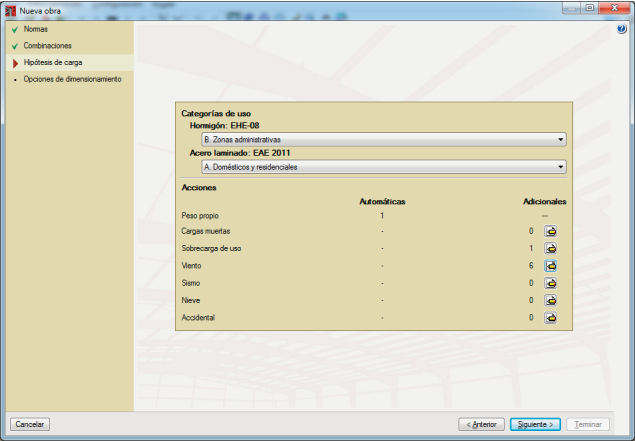 Nueva obra
Normas
Combinaciones
Hipótesis de carga
Opciones de dimensionamiento
Categorías de uso
Hormigón: EHE-08
B. Zonas administrativas
Acero laminado: EAE 2011
A. Domésticos y residenciales
Acciones
Automáticas Adicionales
Peso propio 1 ---
Cargas muertas - 0
Sobrecarga de uso - 1
Viento - 6
Sismo - 0
Nieve - 0
Accidental - 0
Cancelar < Anterior Siguiente > Terminar